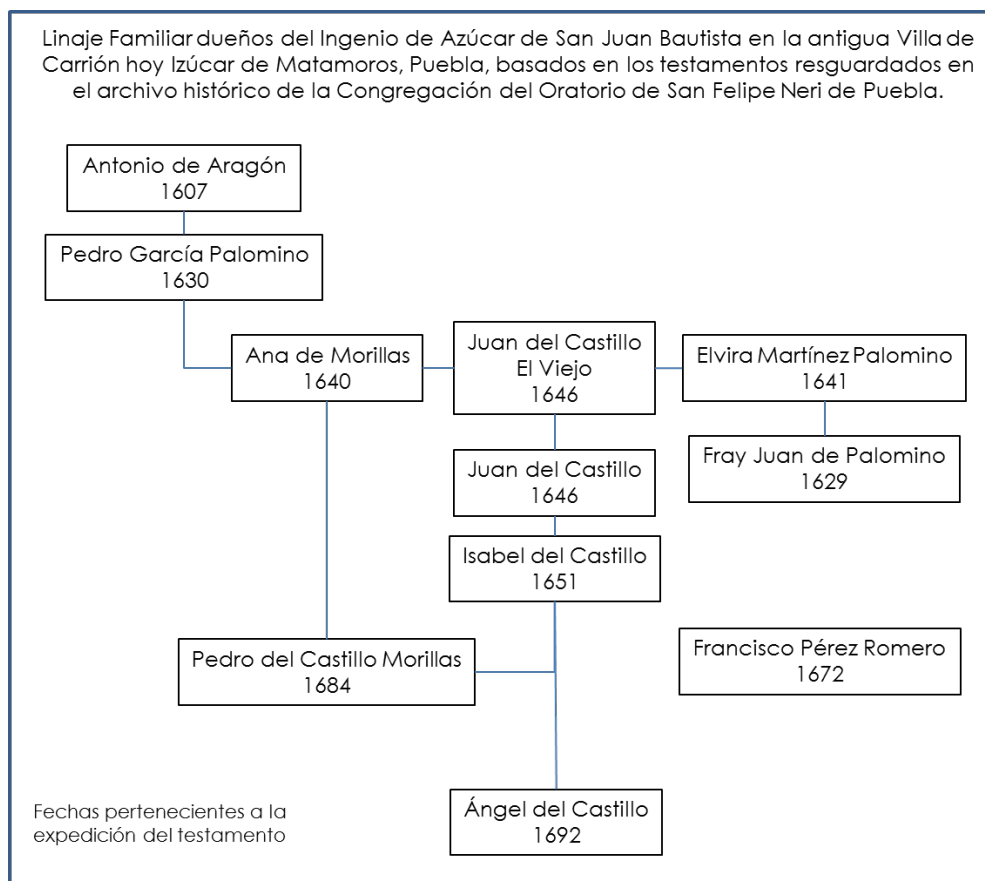 Linaje Familiar dueños del Ingenio de Azúcar de San Juan Bautista en la antigua Villa de
Carrión hoy Izúcar de Matamoros, Puebla, basados en los testamentos resguardados en
el archivo histórico de la Congregación del Oratorio de San Felipe Neri de Puebla.
Antonio de Aragón
1607
Pedro García Palomino
1630
Ana de Morillas
1640
Juan del Castillo
El Viejo
1646
Elvira Martínez Palomino
1641
Fray Juan de Palomino
1629
Juan del Castillo
1646
Isabel del Castillo
1651
Pedro del Castillo Morillas
1684
Francisco Pérez Romero
1672
Ángel del Castillo
1692
Fechas pertenecientes a la
expedición del testamento